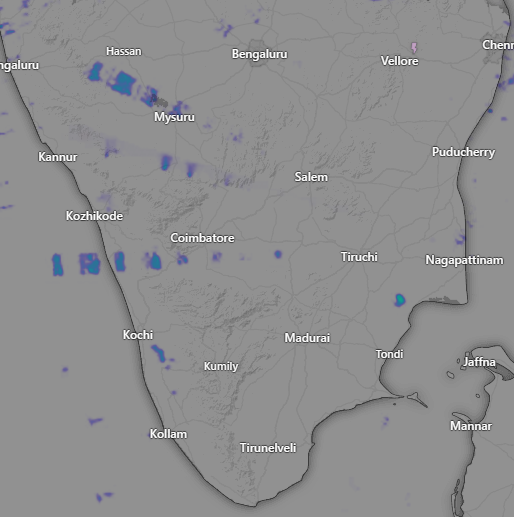 Hassan
Bengaluru
Chenn
Vellore
ngaluru
Mysuru
Kannur
Puducherry
Salem
Kozhikode
Coimbatore
Tiruchi
Nagapattinam
Kochi
Madurai
Tondi
Kumily
Jaffna
Kollam
Mannar
Tirunelveli